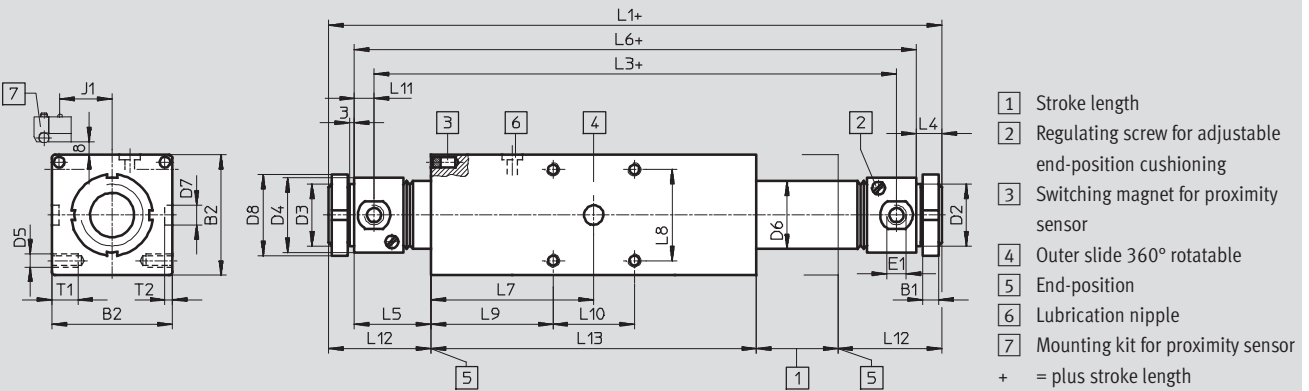 L1+
L6+
L3+
7
J1
L11
3
3
6
4
2
L4
8
D7
B2
D5
T1
T2
B2
D8
D4
D3
L8
D6
D2
E1
B1
L7
L5
L9
L10
L12
L13
L12
5
1
5
1 Stroke length
2 Regulating screw for adjustable
end-position cushioning
3 Switching magnet for proximity
sensor
4 Outer slide 360° rotatable
5 End-position
6 Lubrication nipple
7 Mounting kit for proximity sensor
+ = plus stroke length